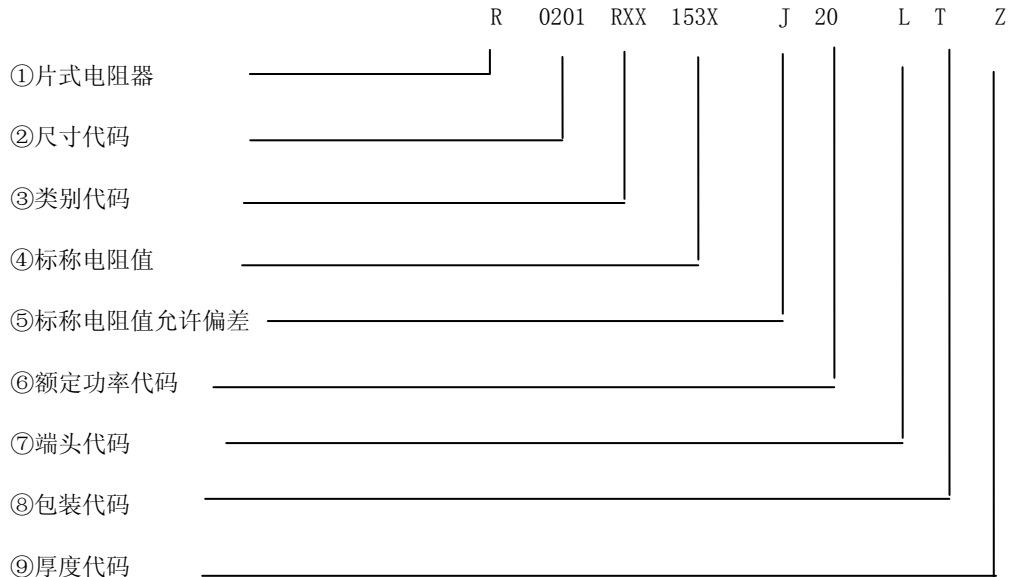 R 0201 RXX 153X J 20 L T Z
①片式电阻器
②尺寸代码
③类别代码
④标称电阻值
⑤标称电阻值允许偏差
⑥额定功率代码
⑦端头代码
⑧包装代码
⑨厚度代码